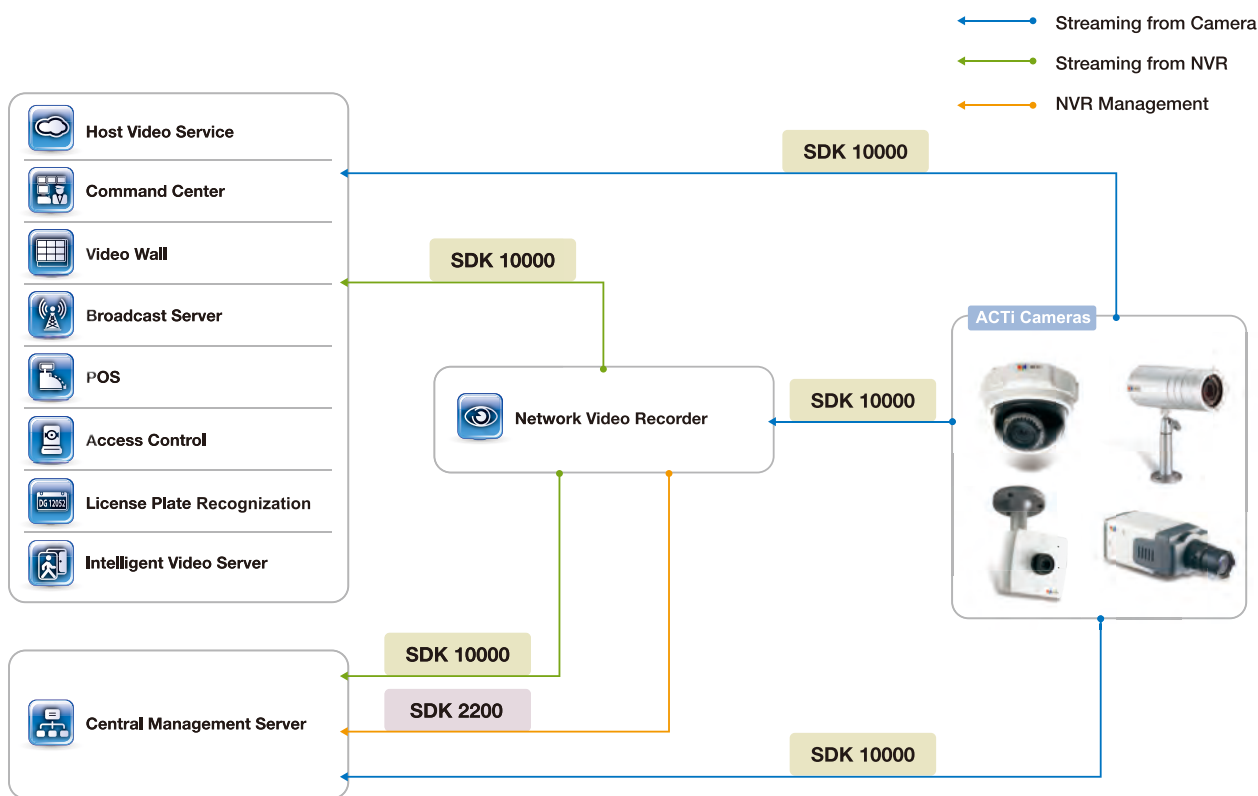 Streaming from Camera
Streaming from NVR
NVR Management
Host Video Service
Command Center
Video Wall
Broadcast Server
POS
Access Control
DG 12052
License Plate Recognization
Intelligent Video Server
SDK 10000
SDK 10000
Network Video Recorder
SDK 10000
ACTi Cameras
SDK 10000
SDK 2200
Central Management Server
SDK 10000